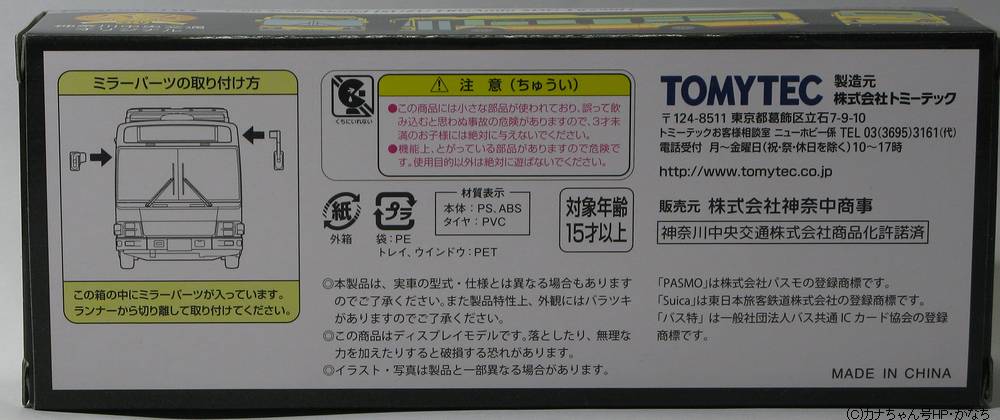 ミラーパーツの取り付け方
この箱の中にミラーパーツが入っています。
ランナーから切り離して取り付けてください。
くちにいれない
注 意（ちゅうい）
●この商品には小さな部品が使われており、誤って飲
み込むと思わぬ事故の危険がありますので、3才未
満のお子様には絶対に与えないでください。
●機能上、とがっている部品がありますので危険で
す。使用目的以外は絶対に遊ばないでください。
紙
外箱
プラ
袋：PE
トレイ、ウインドウ：PET
材質表示
本体：PS、ABS
タイヤ：PVC
対象年齢
15才以上
◎本製品は、実車の型式・仕様とは異なる場合もあります
のでご了承ください。また製品特性上、外観にはバラツキ
がありますのでご了承ください。
◎この商品はディスプレイモデルです。落としたり、無理な
力を加えたりすると破損する恐れがあります。
◎イラスト・写真は製品と一部異なる場合があります。
TOMYTEC
製造元
株式会社トミーテック
〒124-8511 東京都葛飾区立石7-9-10
トミーテックお客様相談室 ニューホビー係 TEL 03(3695)3161(代)
電話受付 月〜金曜日(祝・祭・休日を除く)10〜17時
http://www.tomytec.co.jp
販売元 株式会社神奈中商事
神奈川中央交通株式会社商品化許諾済
「PASMO」は株式会社パスモの登録商標です。
「Suica」は東日本旅客鉄道株式会社の登録商標です。
「バス特」は一般社団法人バス共通ICカード協会の登録
商標です。
MADE IN CHINA
(C)カナちゃん号HP・かなち